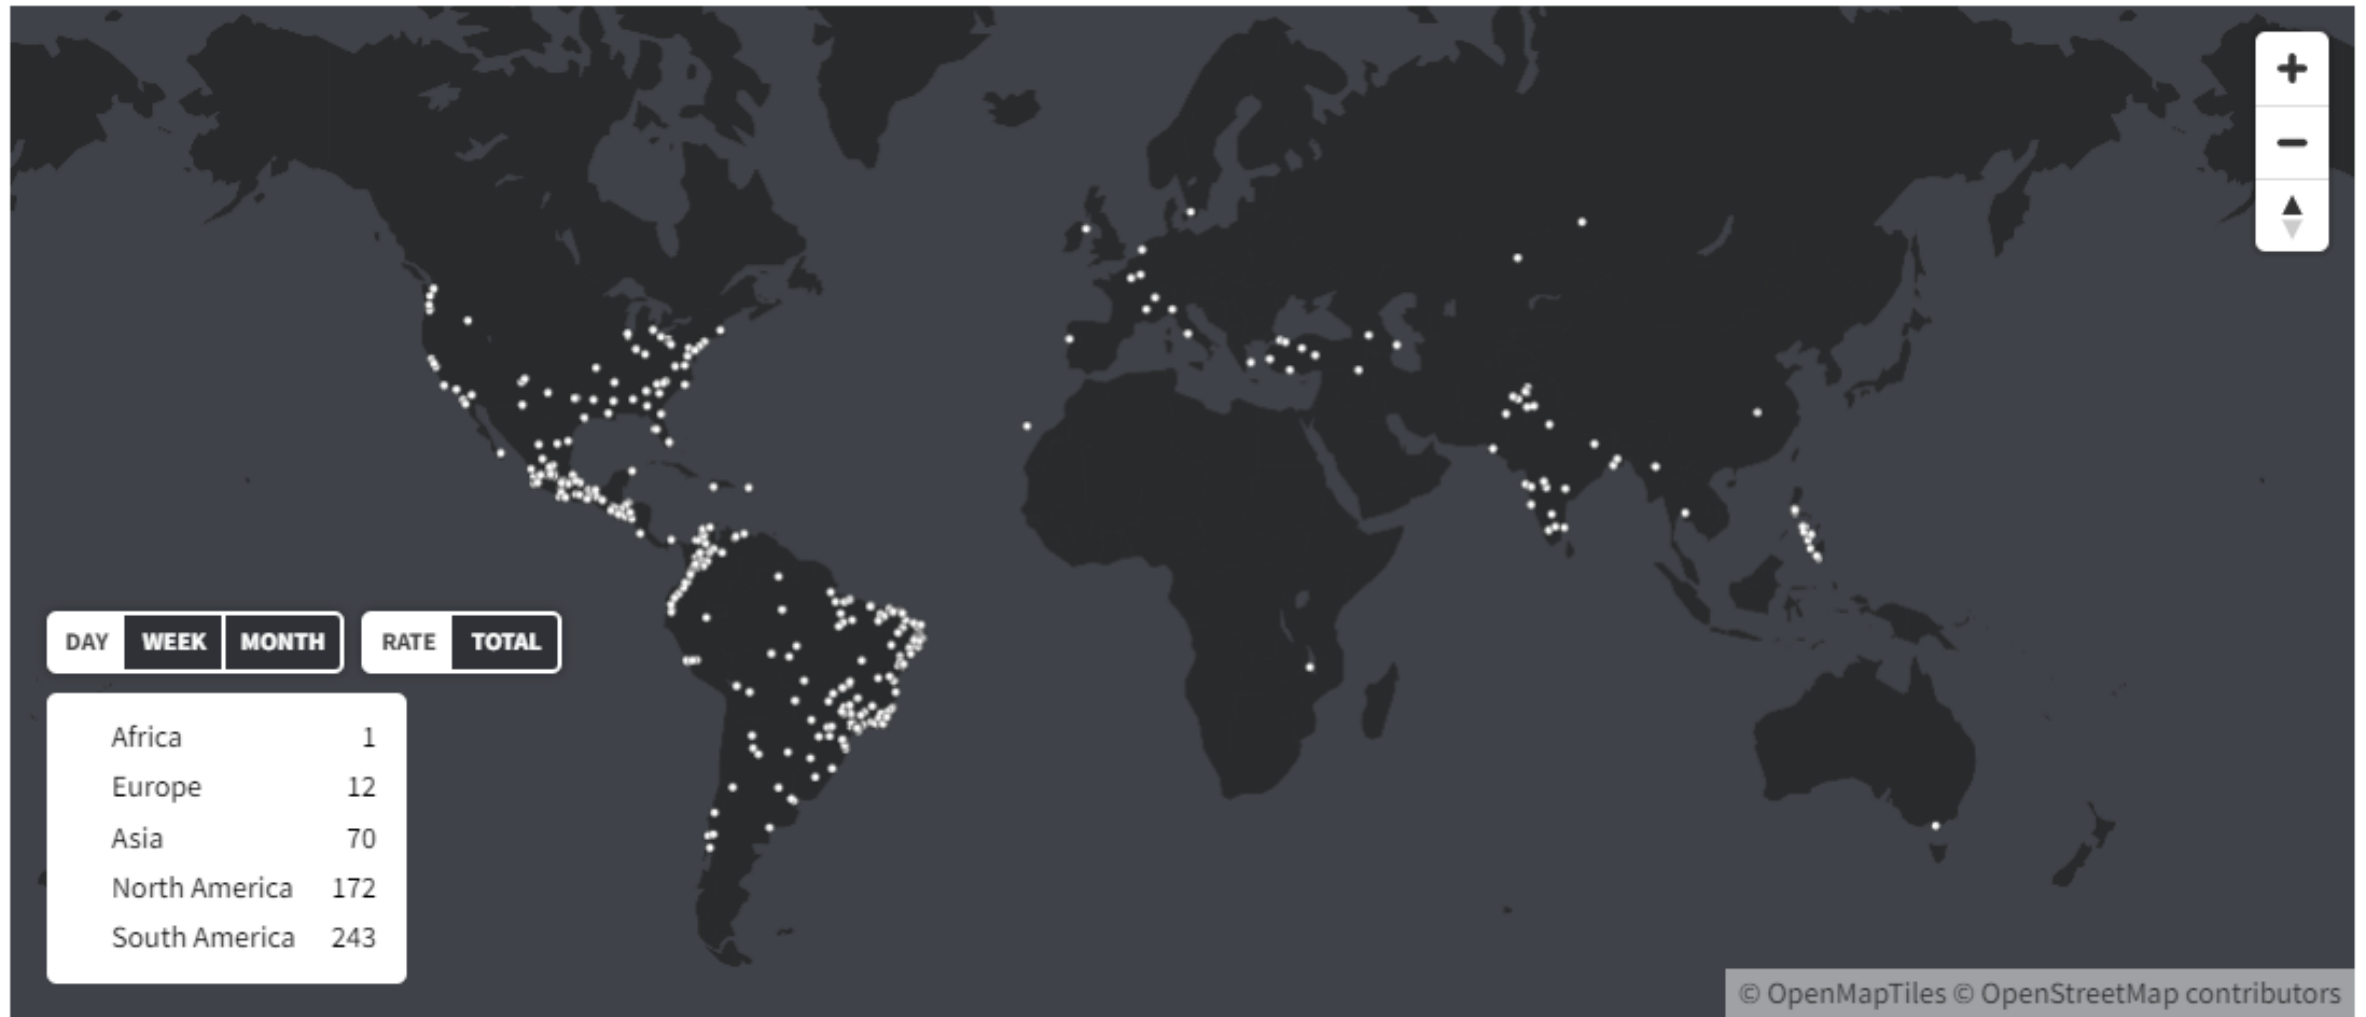 DAY WEEK MONTH RATE TOTAL
Africa 1
Europe 12
Asia 70
North America 172
South America 243
© OpenMapTiles © OpenStreetMap contributors